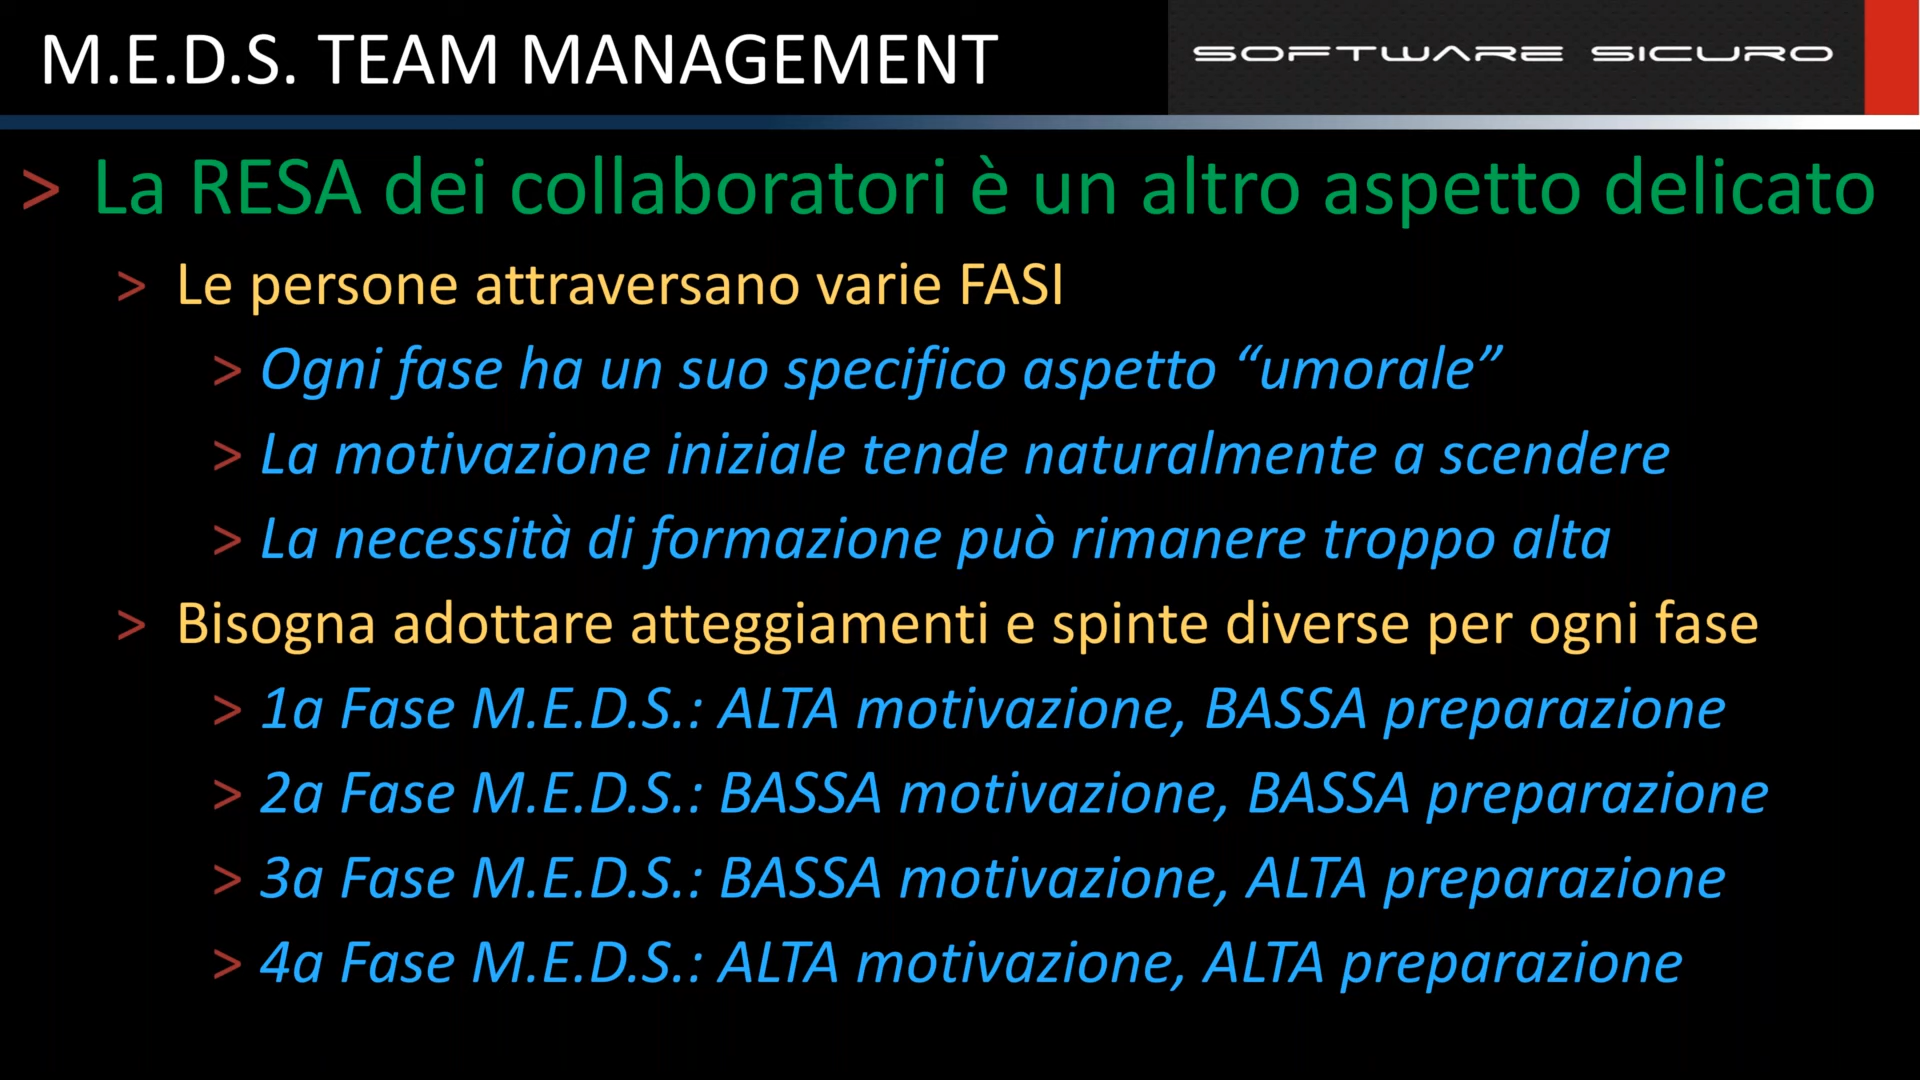 M.E.D.S. TEAM MANAGEMENT
SOFTWARE SICURO
> La RESA dei collaboratori è un altro aspetto delicato
> Le persone attraversano varie FASI
> Ogni fase ha un suo specifico aspetto “umorale”
> La motivazione iniziale tende naturalmente a scendere
> La necessità di formazione può rimanere troppo alta
> Bisogna adottare atteggiamenti e spinte diverse per ogni fase
> 1a Fase M.E.D.S.: ALTA motivazione, BASSA preparazione
> 2a Fase M.E.D.S.: BASSA motivazione, BASSA preparazione
> 3a Fase M.E.D.S.: BASSA motivazione, ALTA preparazione
> 4a Fase M.E.D.S.: ALTA motivazione, ALTA preparazione